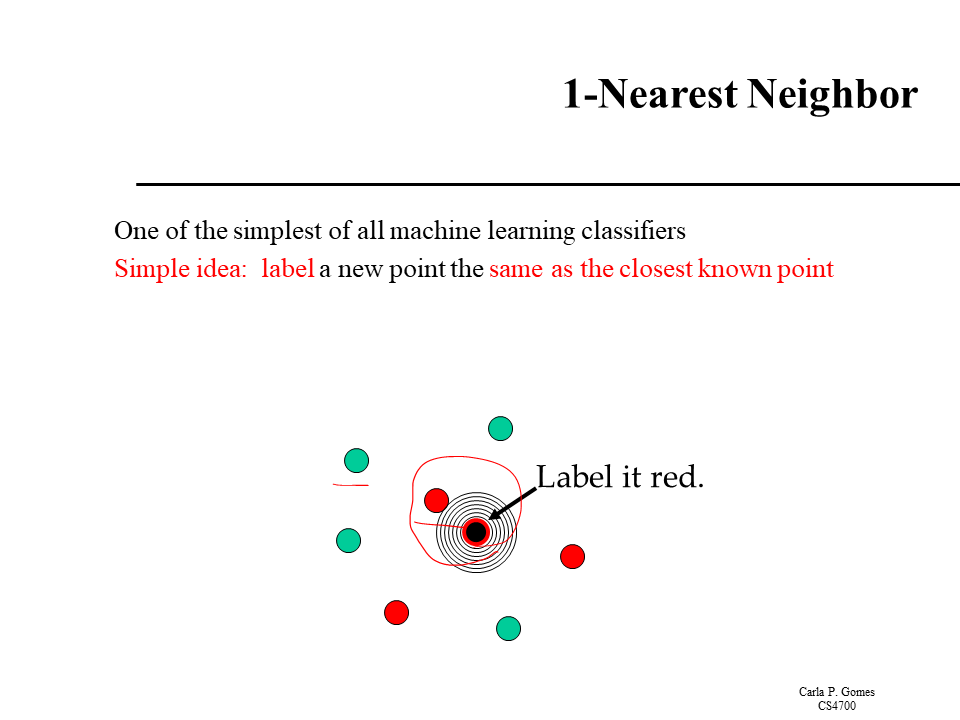 1-Nearest Neighbor
One of the simplest of all machine learning classifiers
Simple idea:  label a new point the same as the closest known point
Label it red.
Carla P. Gomes
CS4700